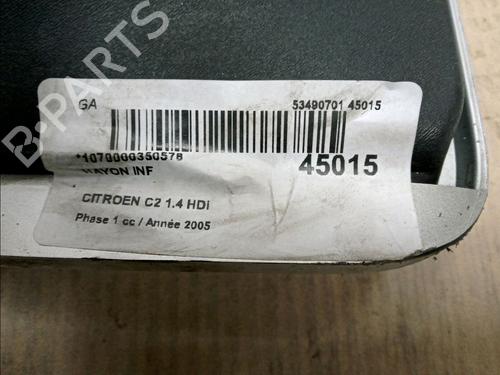 GA 53490701 45015
*1070000350578
HAYON INF 45015
CITROEN C2 1.4 HDi
Phase 1 cc / Année 2005
B-PARTS